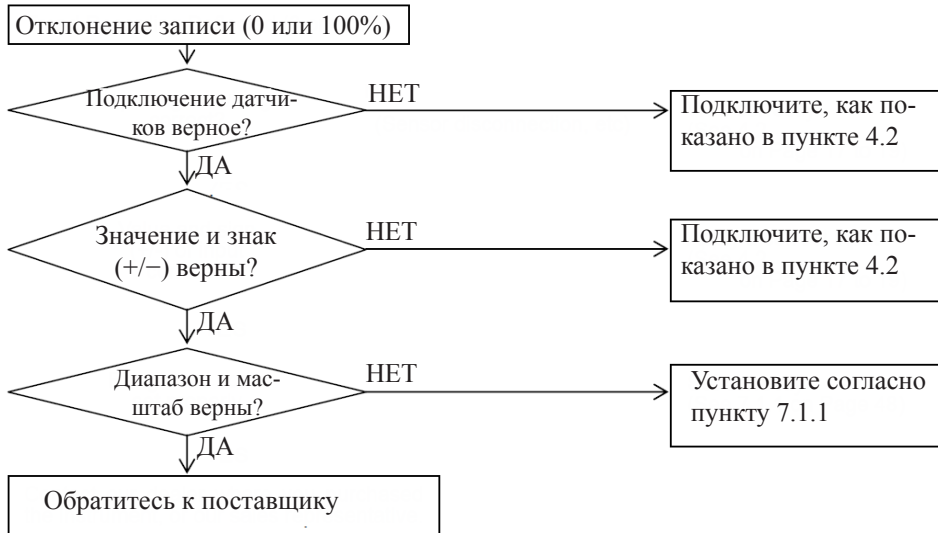 Отклонение записи (0 или 100%)
Подключение датчи-
ков верное?
НЕТ
Подключите, как по-
казано в пункте 4.2
ДА
Значение и знак
(+/−) верны?
НЕТ
Подключите, как по-
казано в пункте 4.2
ДА
Диапазон и мас-
штаб верны?
НЕТ
Установите согласно
пункту 7.1.1
ДА
Обратитесь к поставщику